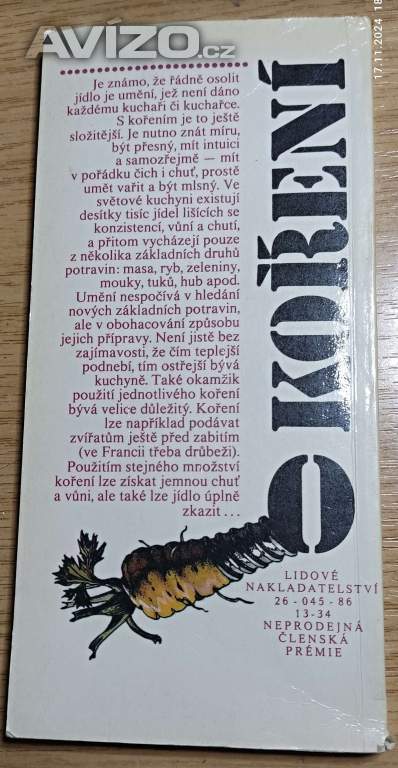 AVÍZO.cz
17.11.2024 18
Je známo, že řádně osolit
jídlo je umění, jež není dáno
každému kuchaři či kuchařce.
S kořením je to ještě
složitější. Je nutno znát míru,
být přesný, mít intuici
a samozřejmě — mít
v pořádku čich i chuť, prostě
umět vařit a být mlsný. Ve
světové kuchyni existují
desítky tisíc jídel lišících se
konzistencí, vůní a chutí,
a přitom vycházejí pouze
z několika základních druhů
potravin: masa, ryb, zeleniny,
mouky, tuků, hub apod.
Umění nespočívá v hledání
nových základních potravin,
ale v obohacování způsobu
jejich přípravy. Není jistě bez
zajímavosti, že čím teplejší
podnebí, tím ostřejší bývá
kuchyně. Také okamžik
použití jednotlivého koření
bývá velice důležitý. Koření
lze například podávat
zvířatům ještě před zabitím
(ve Francii třeba drůbeži).
Použitím stejného množství
koření lze získat jemnou chuť
a vůni, ale také lze jídlo úplně
zkazit ...
O KOŘENÍ
LIDOVÉ
NAKLADATELSTVÍ
26 - 045 - 86
13-34
NEPRODEJNÁ
ČLENSKÁ
PRÉMIE